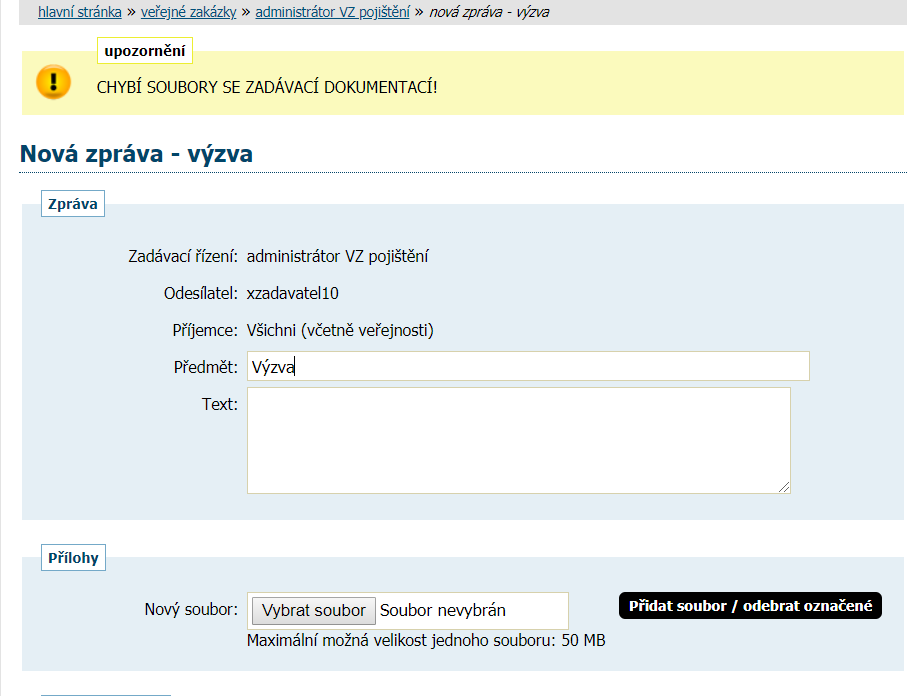 hlavní stránka » veřejné zakázky » administrátor VZ pojištění » nová zpráva - výzva
upozornění
CHYBÍ SOUBORY SE ZADÁVACÍ DOKUMENTACÍ!
Nová zpráva - výzva
Zpráva
Zadávací řízení: administrátor VZ pojištění
Odesílatel: xzadavatel10
Příjemce: Všichni (včetně veřejnosti)
Předmět: Výzva
Text:
Přílohy
Nový soubor: Vybrat soubor Soubor nevybrán Přidat soubor / odebrat označené
Maximální možná velikost jednoho souboru: 50 MB